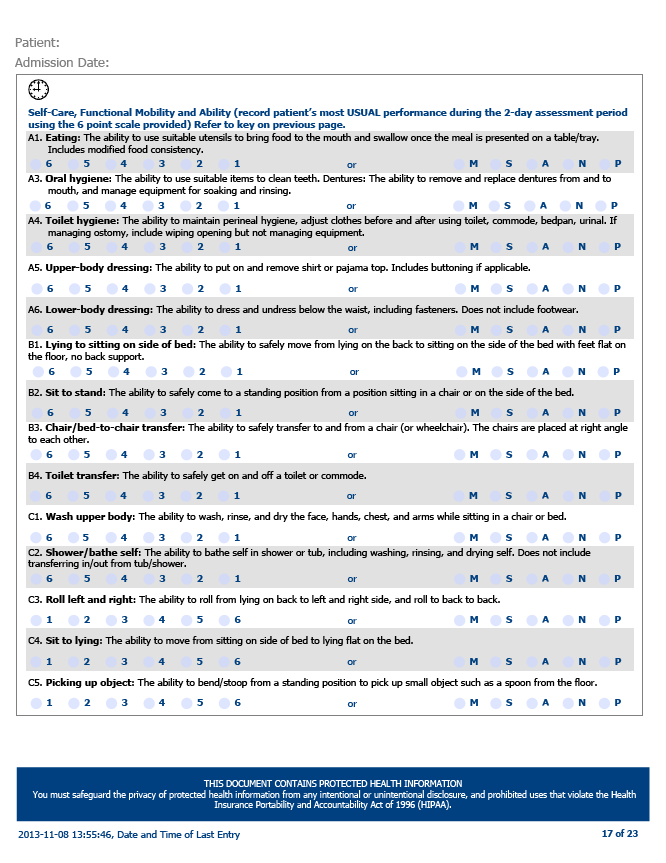 Patient:
Admission Date:
Self-Care, Functional Mobility and Ability (record patient's most USUAL performance during the 2-day assessment period
using the 6 point scale provided) Refer to key on previous page.
A1. Eating: The ability to use suitable utensils to bring food to the mouth and swallow once the meal is presented on a table/tray.
Includes modified food consistency.
6 5 4 3 2 1 or M S A N P
A3. Oral hygiene: The ability to use suitable items to clean teeth. Dentures: The ability to remove and replace dentures from and to
mouth, and manage equipment for soaking and rinsing.
6 5 4 3 2 1 or M S A N P
A4. Toilet hygiene: The ability to maintain perineal hygiene, adjust clothes before and after using toilet, commode, bedpan, urinal. If
managing ostomy, include wiping opening but not managing equipment.
6 5 4 3 2 1 or M S A N P
A5. Upper-body dressing: The ability to put on and remove shirt or pajama top. Includes buttoning if applicable.
6 5 4 3 2 1 or M S A N P
A6. Lower-body dressing: The ability to dress and undress below the waist, including fasteners. Does not include footwear.
6 5 4 3 2 1 or M S A N P
B1. Lying to sitting on side of bed: The ability to safely move from lying on the back to sitting on the side of the bed with feet flat on
the floor, no back support.
6 5 4 3 2 1 or M S A N P
B2. Sit to stand: The ability to safely come to a standing position from a position sitting in a chair or on the side of the bed.
6 5 4 3 2 1 or M S A N P
B3. Chair/bed-to-chair transfer: The ability to safely transfer to and from a chair (or wheelchair). The chairs are placed at right angle
to each other.
6 5 4 3 2 1 or M S A N P
B4. Toilet transfer: The ability to safely get on and off a toilet or commode.
6 5 4 3 2 1 or M S A N P
C1. Wash upper body: The ability to wash, rinse, and dry the face, hands, chest, and arms while sitting in a chair or bed.
6 5 4 3 2 1 or M S A N P
C2. Shower/bathe self: The ability to bathe self in shower or tub, including washing, rinsing, and drying self. Does not include
transferring in/out from tub/shower.
6 5 4 3 2 1 or M S A N P
C3. Roll left and right: The ability to roll from lying on back to left and right side, and roll to back to back.
1 2 3 4 5 6 or M S A N P
C4. Sit to lying: The ability to move from sitting on side of bed to lying flat on the bed.
1 2 3 4 5 6 or M S A N P
C5. Picking up object: The ability to bend/stoop from a standing position to pick up small object such as a spoon from the floor.
1 2 3 4 5 6 or M S A N P
THIS DOCUMENT CONTAINS PROTECTED HEALTH INFORMATION
You must safeguard the privacy of protected health information from any intentional or unintentional disclosure, and prohibited uses that violate the Health
Insurance Portability and Accountability Act of 1996 (HIPAA).
2013-11-08 13:55:46, Date and Time of Last Entry 17 of 23